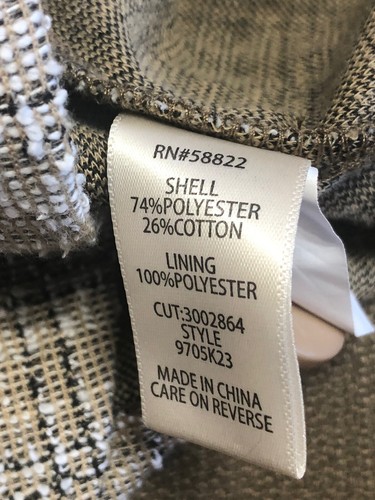 RN#58822
SHELL
74%POLYESTER
26%COTTON
LINING
100%POLYESTER
CUT:3002864
STYLE
9705K23
MADE IN CHINA
CARE ON REVERSE